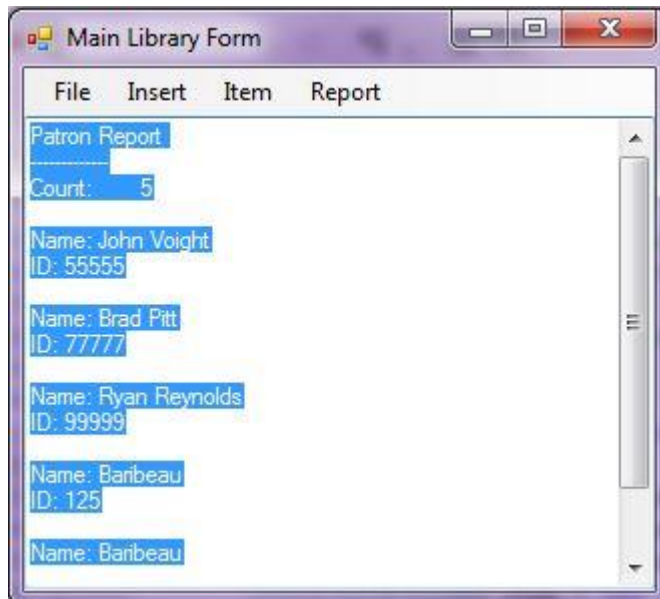 Main Library Form
File Insert Item Report
Patron Report
-------------
Count: 5
Name: John Voight
ID: 55555
Name: Brad Pitt
ID: 77777
Name: Ryan Reynolds
ID: 99999
Name: Baribeau
ID: 125
Name: Baribeau